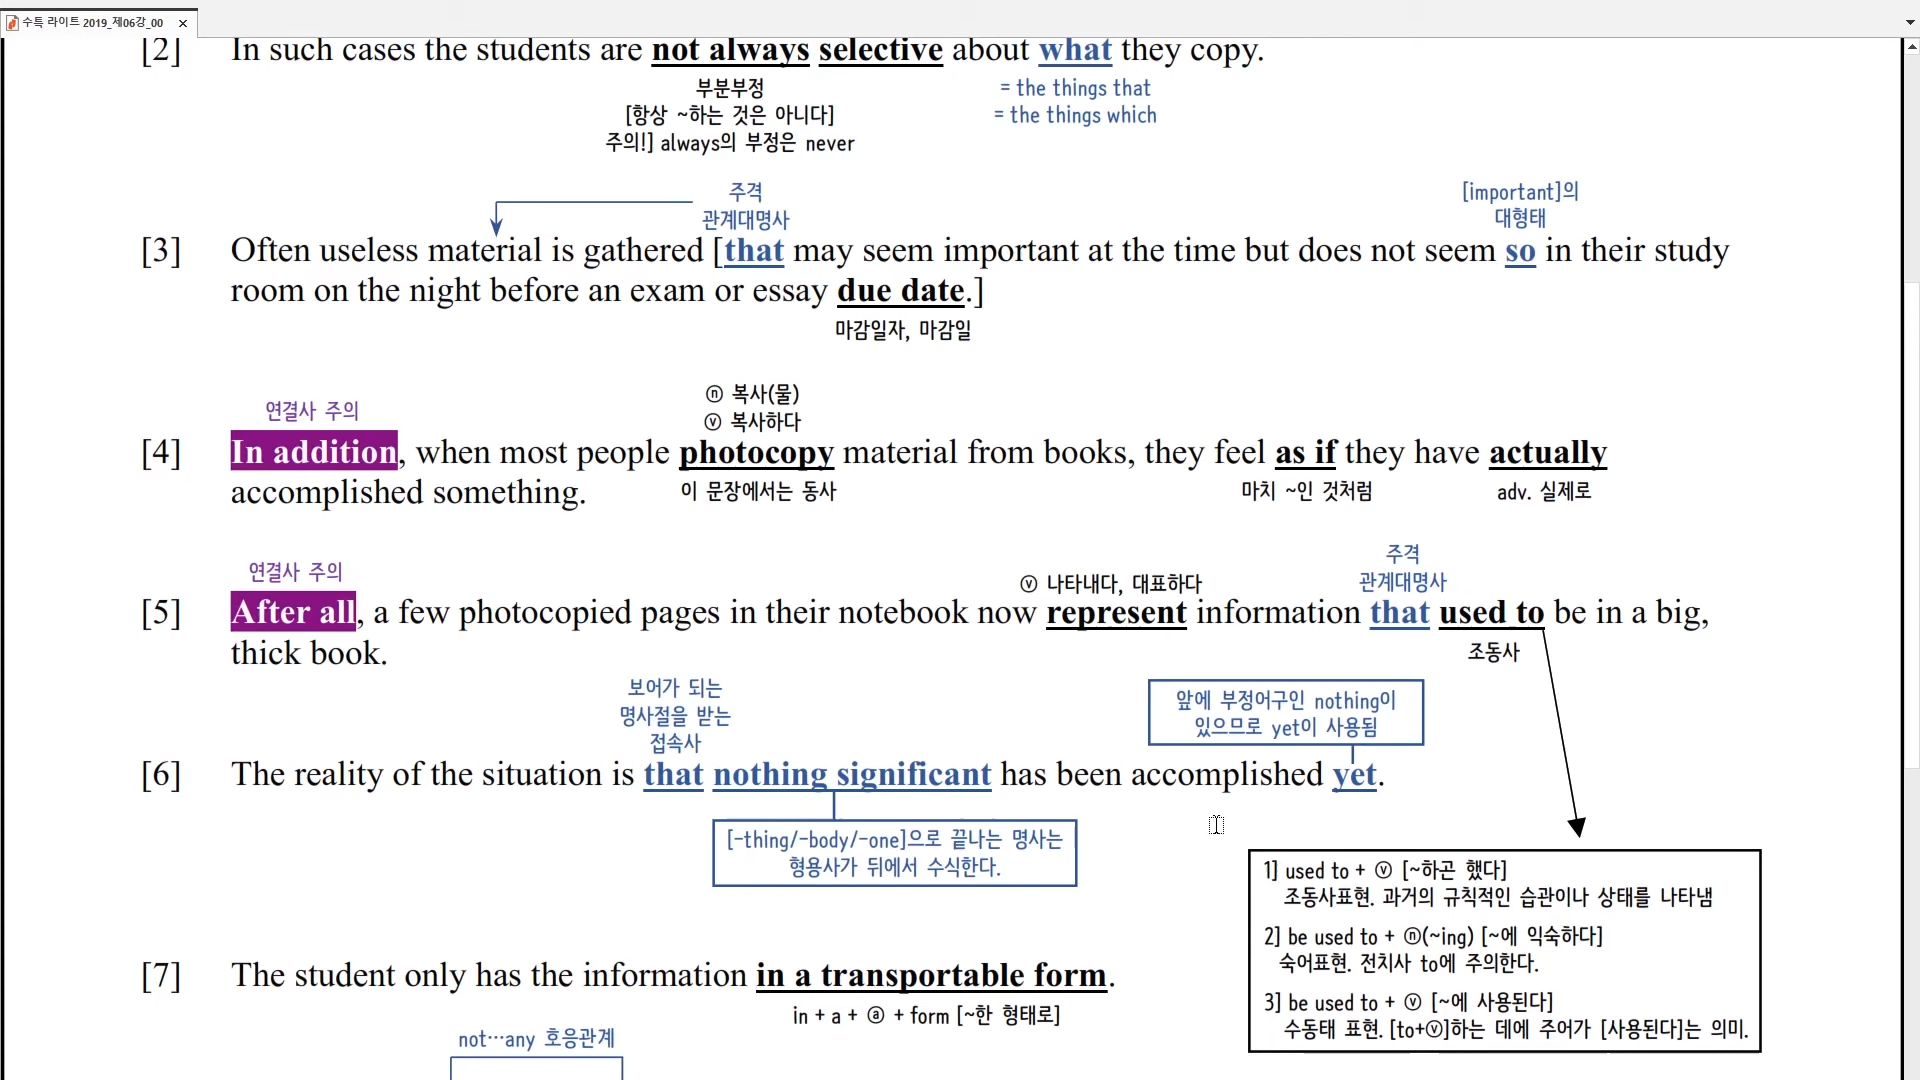 수특 라이트 2019_제06강_00
[2] In such cases the students are not always selective about what they copy.
부분부정
[항상 ~하는 것은 아니다]
주의!] always의 부정은 never
= the things that
= the things which
주격
관계대명사
[important]의
대형태
[3] Often useless material is gathered [that may seem important at the time but does not seem so in their study
room on the night before an exam or essay due date.]
마감일자, 마감일
연결사 주의
ⓝ 복사(물)
ⓥ 복사하다
[4] In addition, when most people photocopy material from books, they feel as if they have actually
accomplished something.
이 문장에서는 동사
마치 ~인 것처럼
adv. 실제로
연결사 주의
ⓥ 나타내다, 대표하다
주격
관계대명사
[5] After all, a few photocopied pages in their notebook now represent information that used to be in a big,
thick book.
조동사
보어가 되는
명사절을 받는
접속사
앞에 부정어구인 nothing이
있으므로 yet이 사용됨
[6] The reality of the situation is that nothing significant has been accomplished yet.
[-thing/-body/-one]으로 끝나는 명사는
형용사가 뒤에서 수식한다.
1] used to + ⓥ [~하곤 했다]
조동사표현. 과거의 규칙적인 습관이나 상태를 나타냄
2] be used to + ⓝ(~ing) [~에 익숙하다]
숙어표현. 전치사 to에 주의한다.
3] be used to + ⓥ [~에 사용된다]
수동태 표현. [to+ⓥ]하는 데에 주어가 [사용된다]는 의미.
[7] The student only has the information in a transportable form.
in + a + ⓐ + form [~한 형태로]
not…any 호응관계